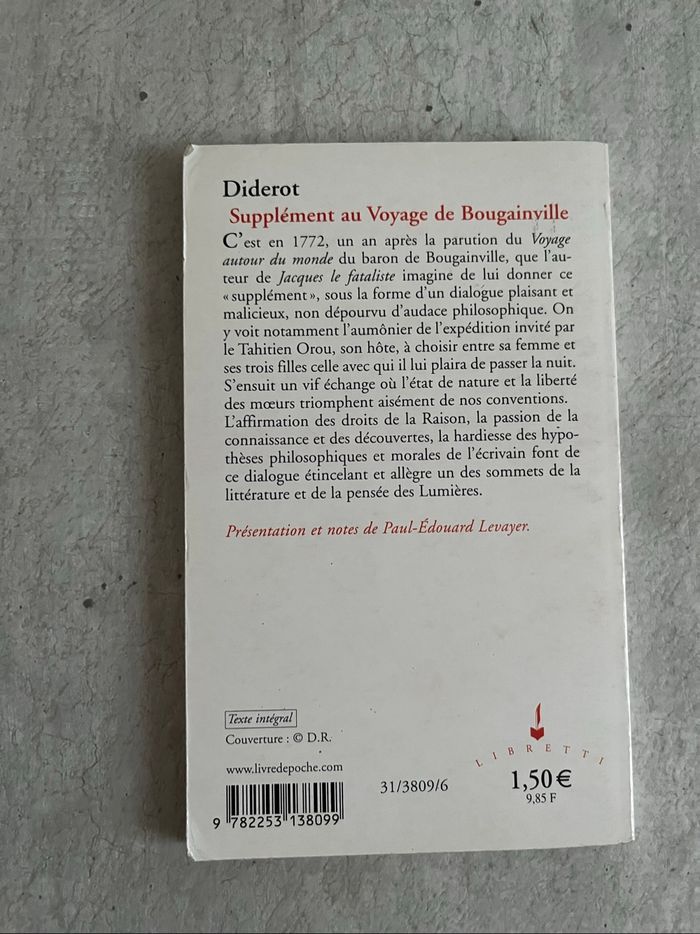 Diderot
Supplément au Voyage de Bougainville
C'est en 1772, un an après la parution du Voyage
autour du monde du baron de Bougainville, que l'au-
teur de Jacques le fataliste imagine de lui donner ce
« supplément », sous la forme d'un dialogue plaisant et
malicieux, non dépourvu d'audace philosophique. On
y voit notamment l'aumônier de l'expédition invité par
le Tahitien Orou, son hôte, à choisir entre sa femme et
ses trois filles celle avec qui il lui plaira de passer la nuit.
S'ensuit un vif échange où l'état de nature et la liberté
des mœurs triomphent aisément de nos conventions.
L'affirmation des droits de la Raison, la passion de la
connaissance et des découvertes, la hardiesse des hypo-
thèses philosophiques et morales de l'écrivain font de
ce dialogue étincelant et allègre un des sommets de la
littérature et de la pensée des Lumières.
Présentation et notes de Paul-Édouard Levayer.
Texte intégral
Couverture : © D.R.
www.livredepoche.com
9 782253 138099
31/3809/6
LIBRETTI
1,50 €
9,85 F